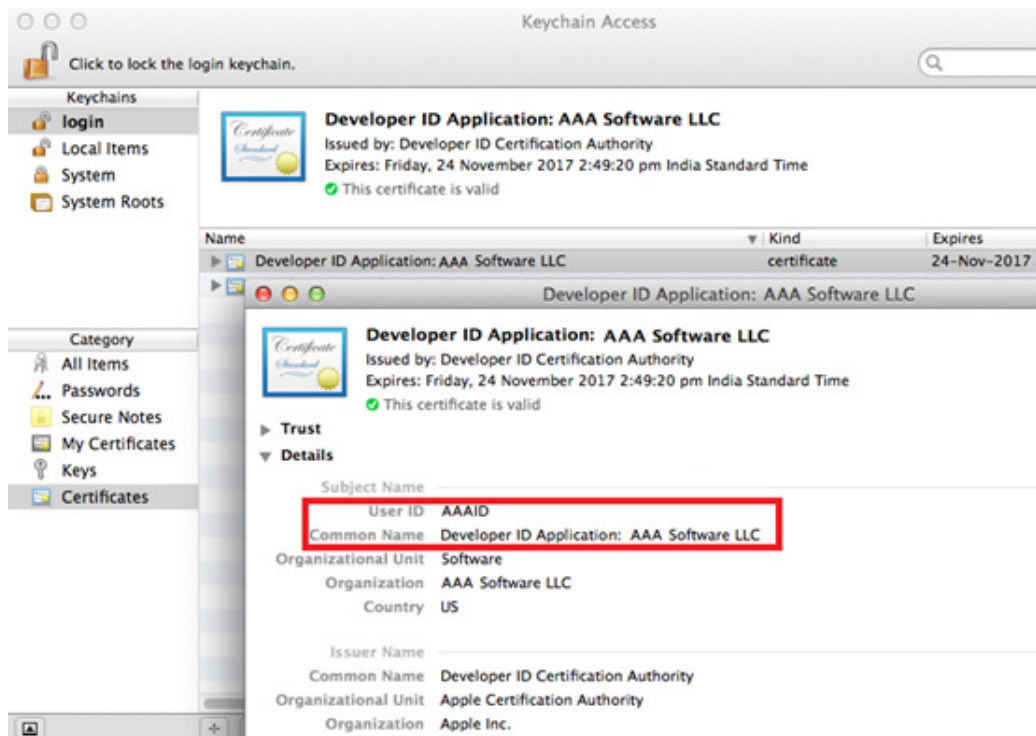 Keychain Access
Click to lock the login keychain.
Keychains
login
Local Items
System
System Roots
Certificate
Standard
Developer ID Application: AAA Software LLC
Issued by: Developer ID Certification Authority
Expires: Friday, 24 November 2017 2:49:20 pm India Standard Time
This certificate is valid
Name Kind Expires
Developer ID Application: AAA Software LLC certificate 24-Nov-2017
Developer ID Application: AAA Software LLC
Category
All Items
Passwords
Secure Notes
My Certificates
Keys
Certificates
Certificate
Standard
Developer ID Application: AAA Software LLC
Issued by: Developer ID Certification Authority
Expires: Friday, 24 November 2017 2:49:20 pm India Standard Time
This certificate is valid
Trust
Details
Subject Name
User ID AAAID
Common Name Developer ID Application: AAA Software LLC
Organizational Unit Software
Organization AAA Software LLC
Country US
Issuer Name
Common Name Developer ID Certification Authority
Organizational Unit Apple Certification Authority
Organization Apple Inc.